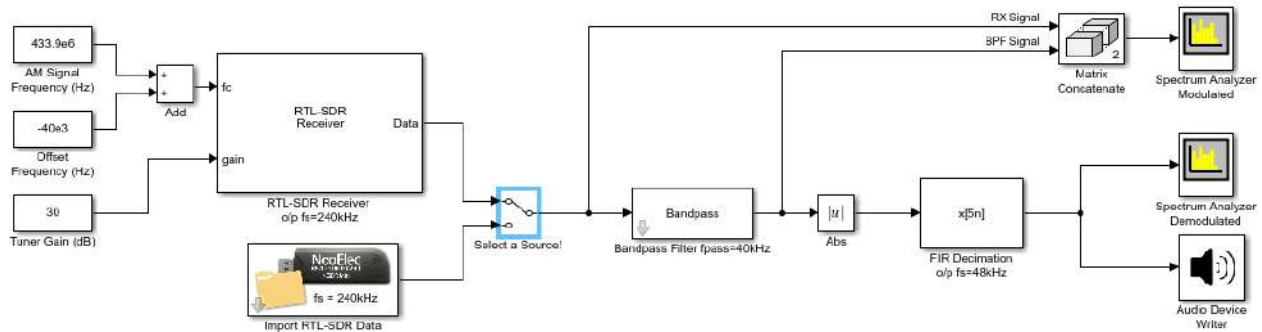 433.9e6
AM Signal
Frequency (Hz)
-40e3
Offset
Frequency (Hz)
30
Tuner Gain (dB)
+
+
Add
fc
gain
RTL-SDR
Receiver
Data
RTL-SDR Receiver
o/p fs=240kHz
NooElec
fs = 240kHz
Import RTL-SDR Data
Select a Source!
Bandpass
Bandpass Filter fpass=40kHz
|u|
Abs
x[5n]
FIR Decimation
o/p fs=48kHz
RX Signal
BPF Signal
2
Matrix
Concatenate
Spectrum Analyzer
Modulated
Spectrum Analyzer
Demodulated
Audio Device
Writer